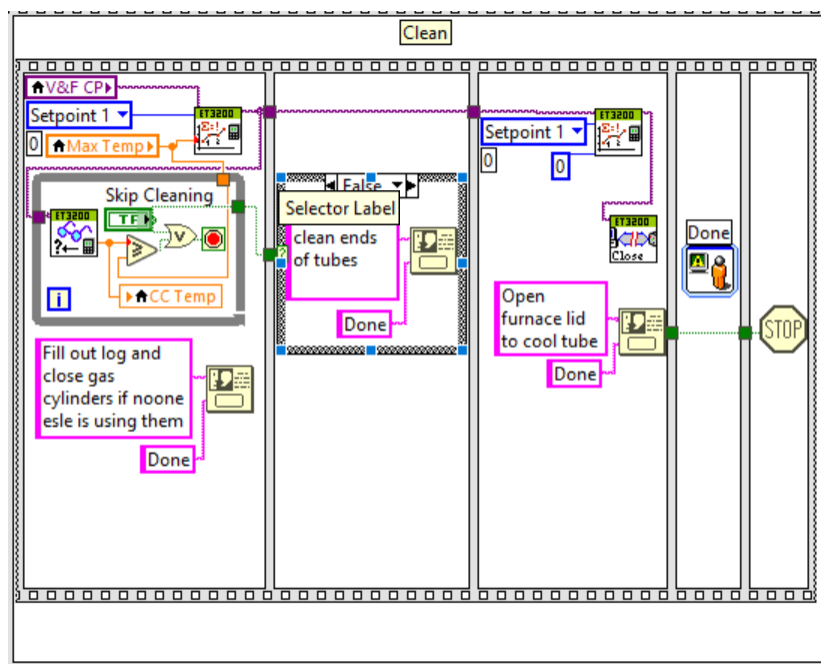 Clean
V&F CP
Setpoint 1
0
Max Temp
ET3200
Skip Cleaning
ET3200
TF
V
i
CC Temp
Fill out log and
close gas
cylinders if noone
esle is using them
Done
False
Selector Label
clean ends
of tubes
Done
Setpoint 1
0
0
ET3200
ET3200
Close
Open
furnace lid
to cool tube
Done
Done
STOP